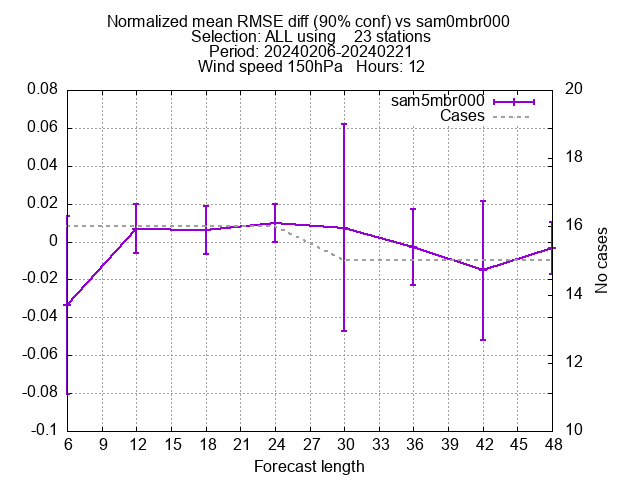 Normalized mean RMSE diff (90% conf) vs sam0mbr000
Selection: ALL using    23 stations
Period: 20240206-20240221
Wind speed 150hPa   Hours: 12
sam5mbr000
Cases
0.08
0.06
0.04
0.02
0
-0.02
-0.04
-0.06
-0.08
-0.1
20
18
16
14
12
10
No cases
6 9 12 15 18 21 24 27 30 33 36 39 42 45 48
Forecast length